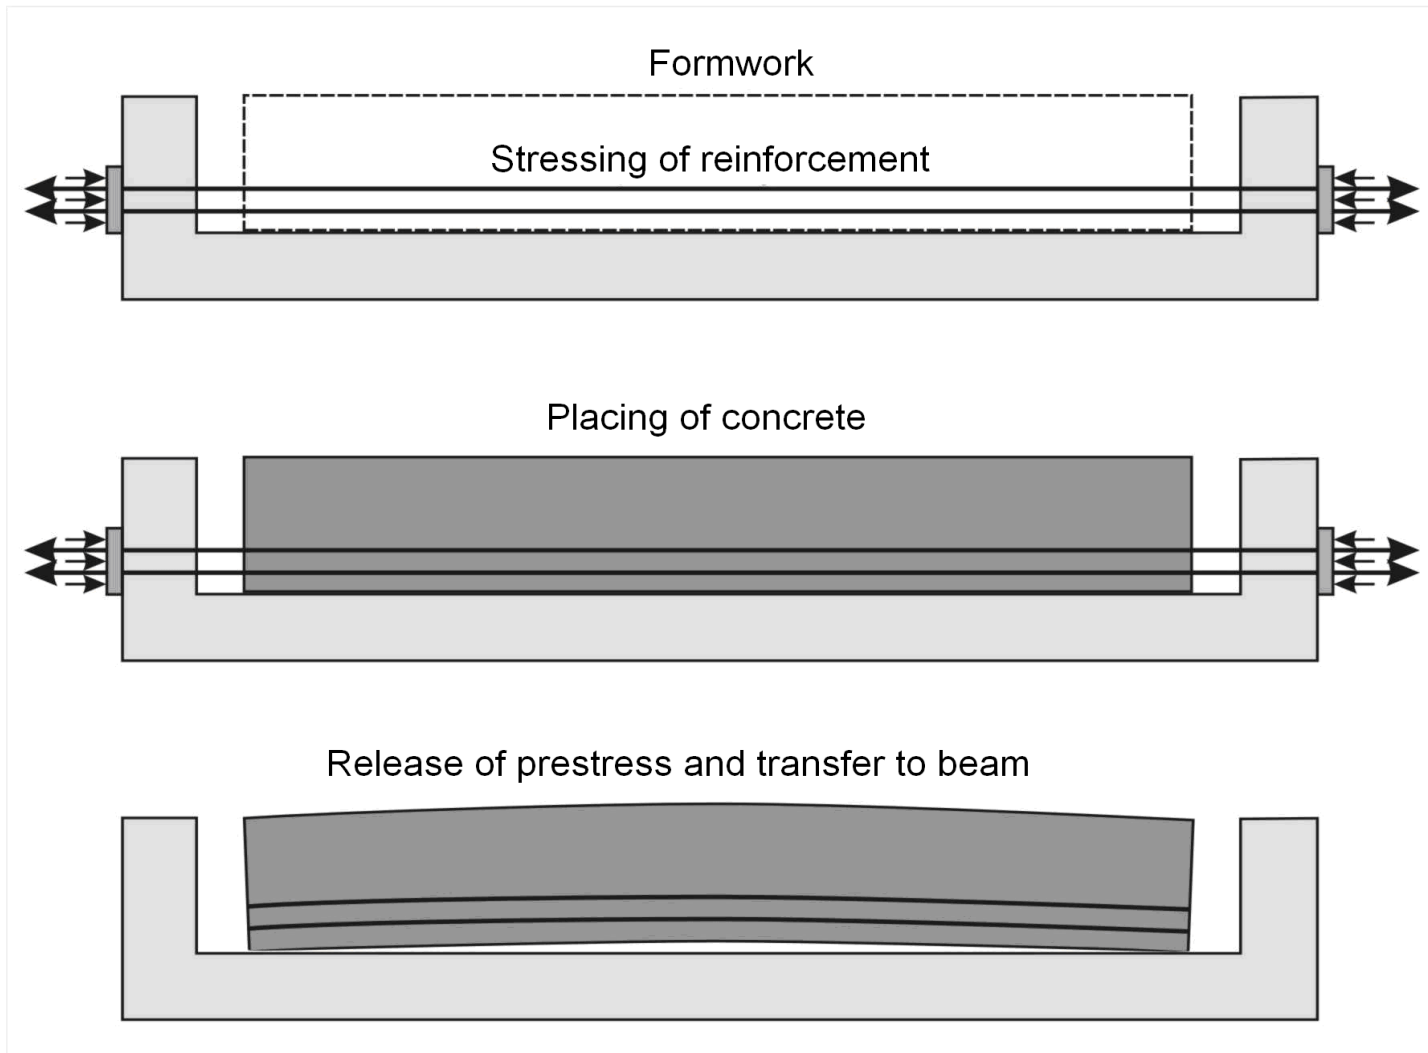 Formwork
Stressing of reinforcement
Placing of concrete
Release of prestress and transfer to beam